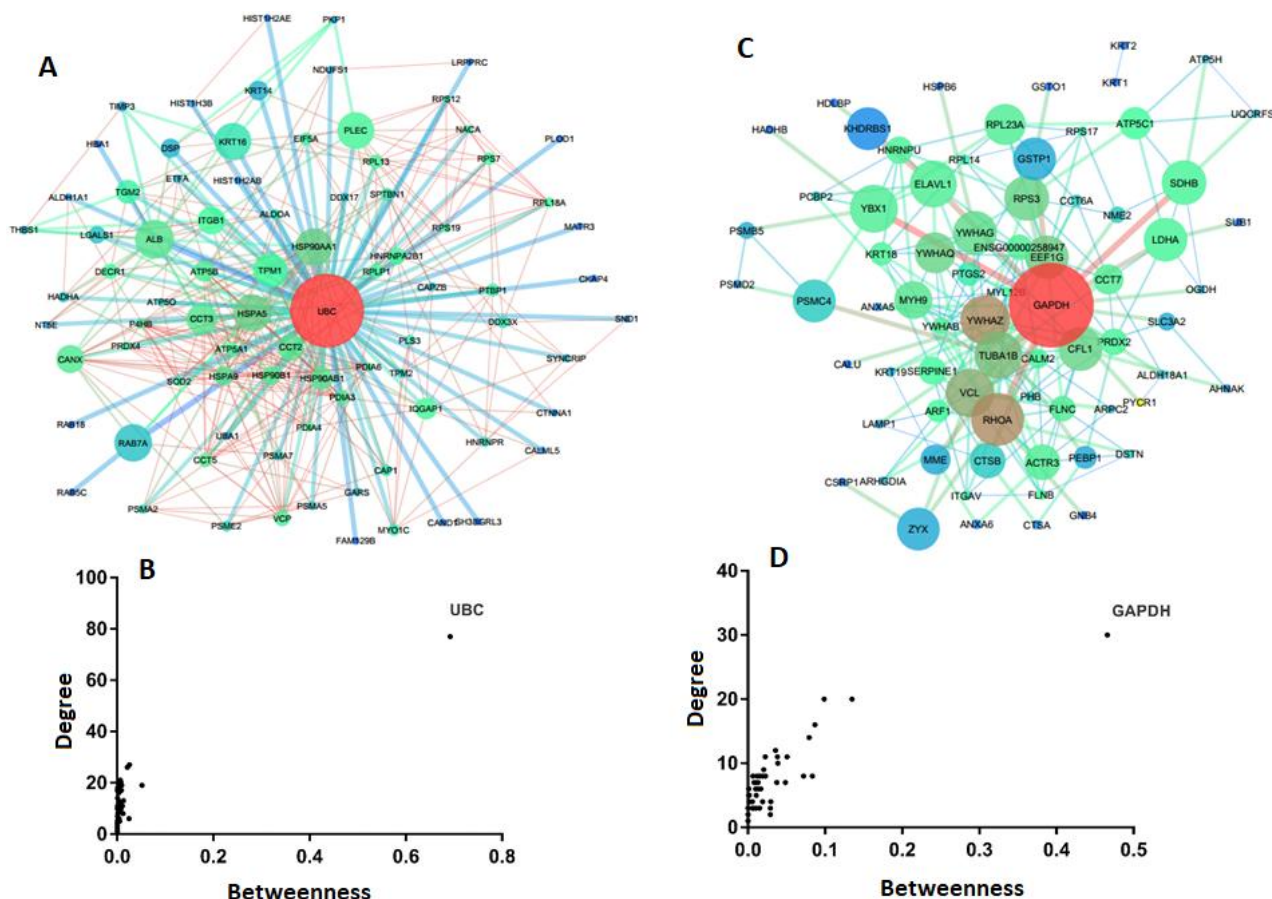 A
HIST1H2AE
PKP1
LRPPRC
NDUFS1
KRT14
RPS12
TIMP3
HIST1H3B
PLEC
NACA
HBA1
DSP
KRT16
EIF5A
RPS7
PLOD1
RPL13
ETFA
HIST1H2AB
DDX17
SPTBN1
ALDH1A1
TGM2
RPL18A
THBS1
LGALS1
ITGB1
ALDOA
RPS19
MATR3
ALB
HSP90AA1
HNRNPA2B1
DECR1
ATP5B
TPM1
RPLP1
CKAP4
HADHA
CAPZB
PTBP1
ATP5O
UBC
NT5E
P4HB
CCT3
HSPA5
DDX3X
SND1
PRDX4
ATP5A1
CCT2
PLS3
CANX
PDIA6
SYNCRIP
SOD2
HSPA9
HSP90B1
HSP90AB1
TPM2
PDIA3
CTNNA1
RAB18
IQGAP1
RAB7A
UBA1
PDIA4
HNRNPR
CALML5
CCT5
PSMA7
CAP1
RAB5C
GARS
PSMA2
PSME2
VCP
PSMA5
MYO1C
CAND1
SH3BGRL3
FAM129B
B
100
80
60
40
20
0
Degree
UBC
0.0
0.2
0.4
0.6
0.8
Betweenness
C
KRT2
ATP5H
HSPB6
GSTO1
KRT1
HDLBP
UQCRFS1
HADHB
KHDRBS1
RPL23A
RPS17
ATP5C1
HNRNPU
RPL14
GSTP1
ELAVL1
SDHB
PCBP2
YBX1
RPS3
CCT6A
NME2
SUB1
PSMB5
YWHAG
ENSG00000258947
LDHA
KRT18
YWHAQ
EEF1G
PSMD2
PTGS2
CCT7
OGDH
PSMC4
ANXA5
MYH9
MYL12B
GAPDH
SLC3A2
YWHAZ
YWHAB
CFL1
PRDX2
CALU
TUBA1B
CALM2
KRT19
SERPINE1
ALDH18A1
AHNAK
VCL
PHB
PYCR1
LAMP1
ARF1
RHOA
FLNC
ARPC2
MME
CTSB
ACTR3
PEBP1
DSTN
CSRP1
ARHGDIA
ITGAV
FLNB
ZYX
ANXA6
CTSA
GNB4
D
40
30
20
10
0
Degree
GAPDH
0.0
0.1
0.2
0.3
0.4
0.5
Betweenness